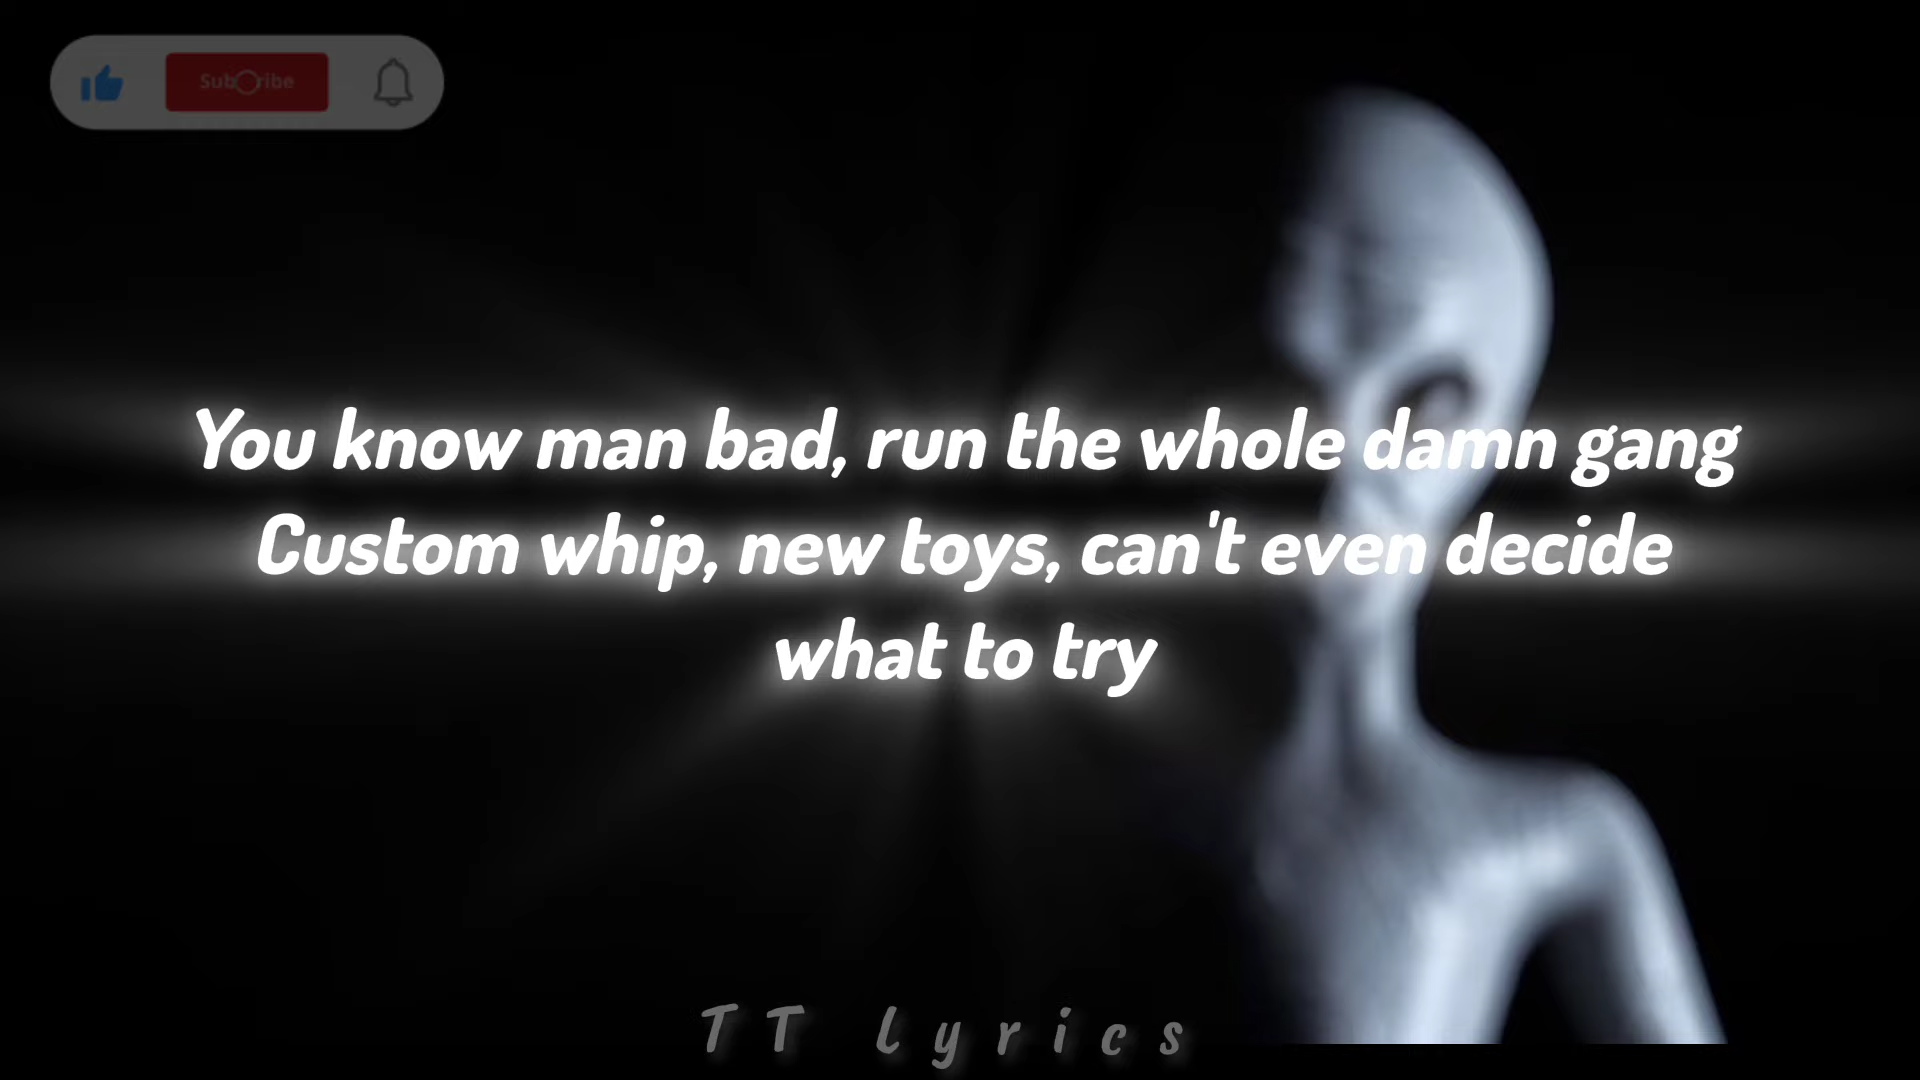 Subscribe
You know man bad, run the whole damn gang
Custom whip, new toys, can't even decide
what to try
TT Lyrics